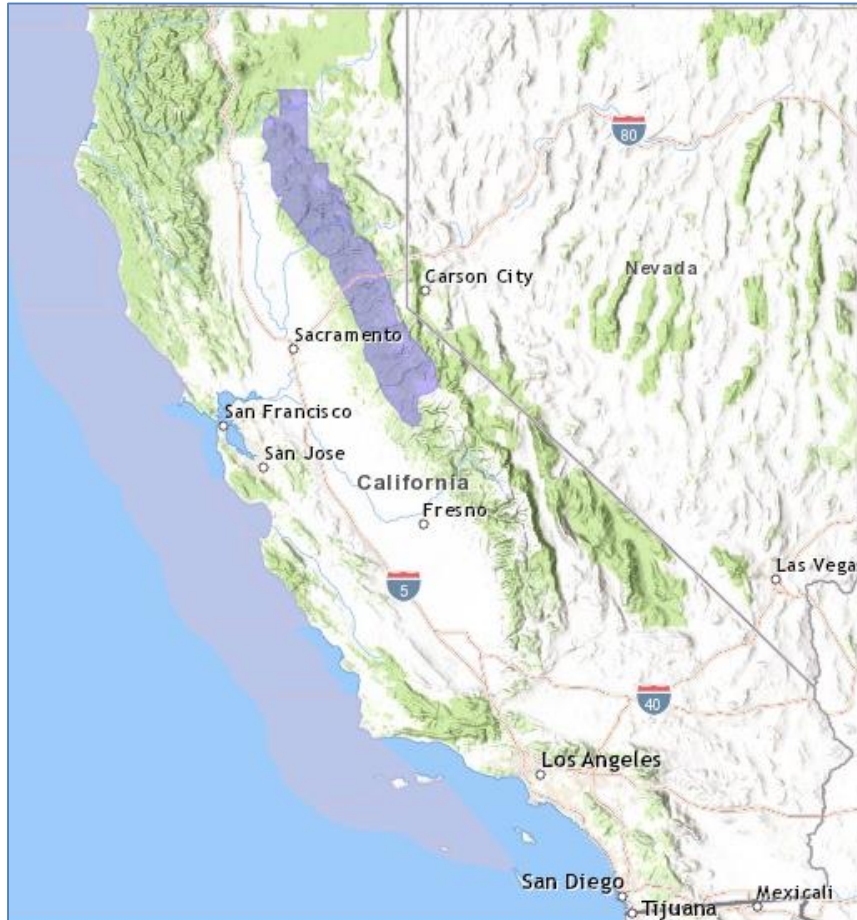 80
Carson City
Nevada
Sacramento
San Francisco
San Jose
California
Fresno
Las Vega
5
40
Los Angeles
San Diego
Tijuana
Mexicali